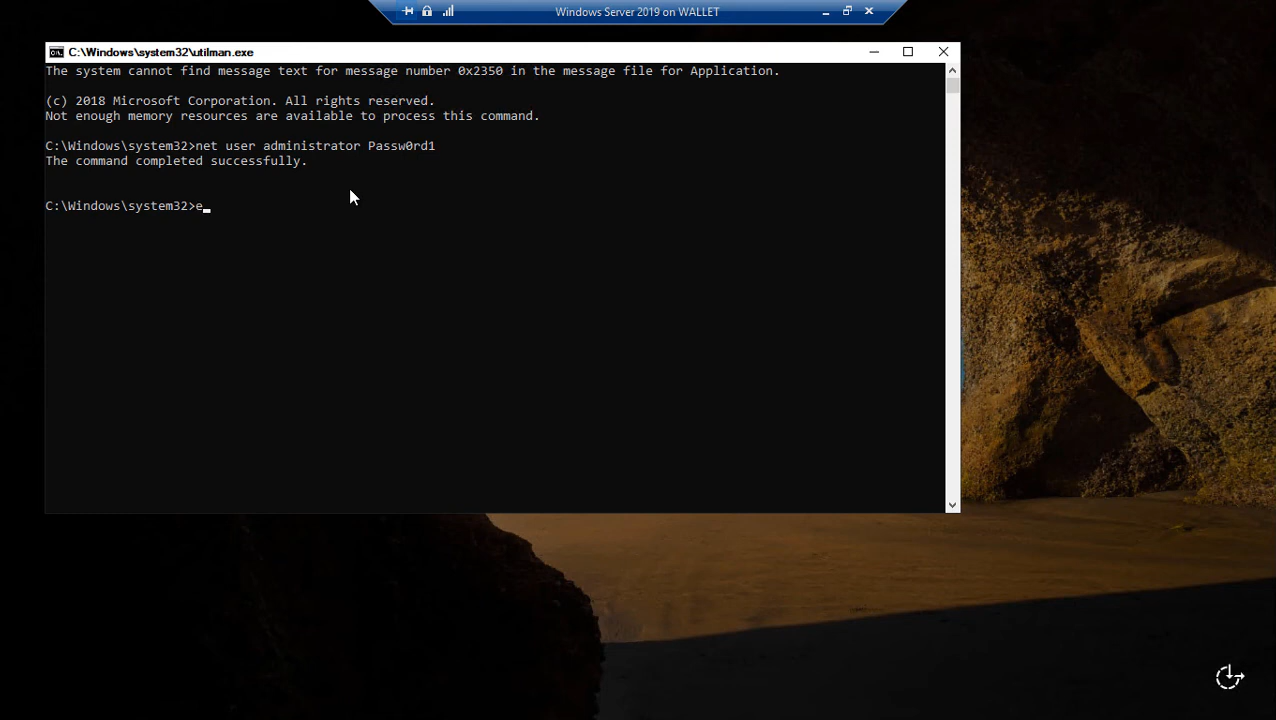 Windows Server 2019 on WALLET
C:\Windows\system32\utilman.exe
The system cannot find message text for message number 0x2350 in the message file for Application.
(c) 2018 Microsoft Corporation. All rights reserved.
Not enough memory resources are available to process this command.
C:\Windows\system32>net user administrator Passw0rd1
The command completed successfully.
C:\Windows\system32>e_